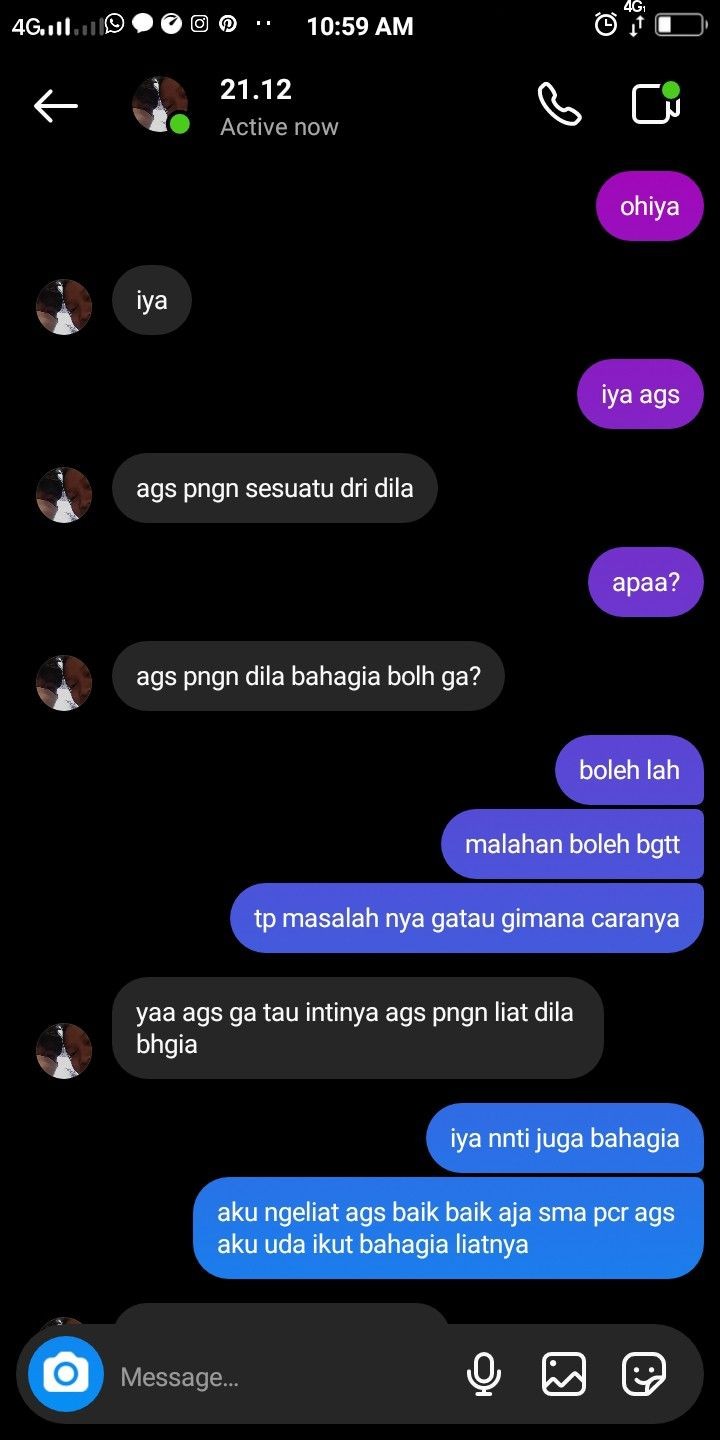 4G
10:59 AM
4G
21.12
Active now
ohiya
iya
iya ags
ags pngn sesuatu dri dila
apaa?
ags pngn dila bahagia bolh ga?
boleh lah
malahan boleh bgtt
tp masalah nya gatau gimana caranya
yaa ags ga tau intinya ags pngn liat dila
bhgia
iya nnti juga bahagia
aku ngeliat ags baik baik aja sma pcr ags
aku uda ikut bahagia liatnya
Message...